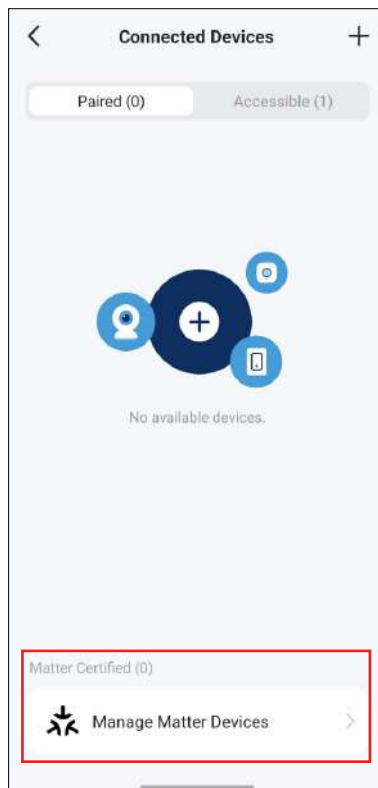 Connected Devices
Paired (0)
Accessible (1)
No available devices.
Matter Certified (0)
Manage Matter Devices